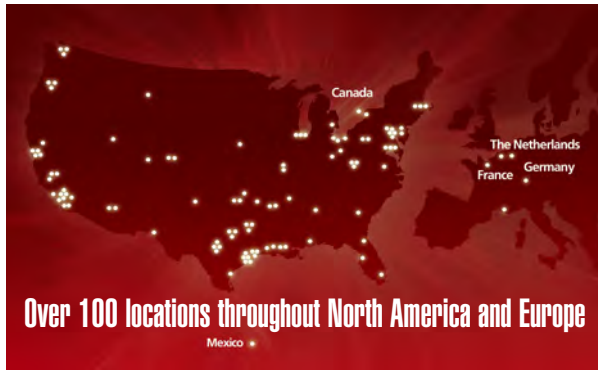 Canada
The Netherlands
France
Germany
Over 100 locations throughout North America and Europe
Mexico